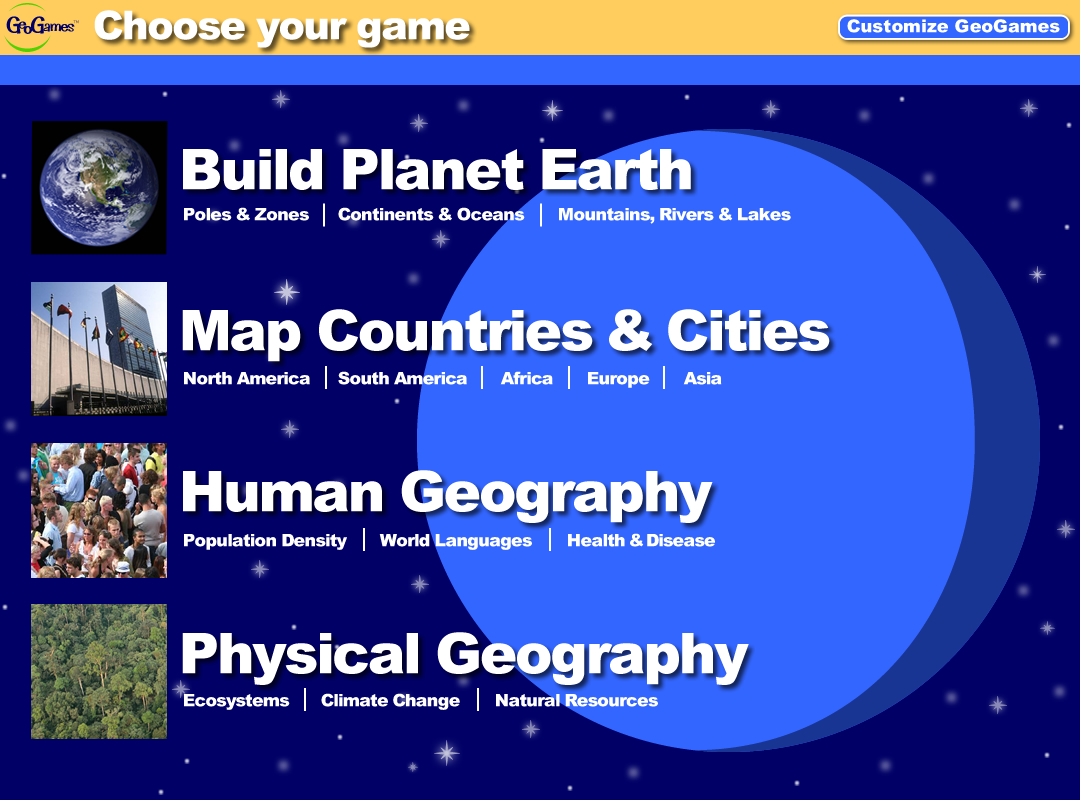 GeoGames™
Choose your game
Customize GeoGames
Build Planet Earth
Poles & Zones | Continents & Oceans | Mountains, Rivers & Lakes
Map Countries & Cities
North America | South America | Africa | Europe | Asia
Human Geography
Population Density | World Languages | Health & Disease
Physical Geography
Ecosystems | Climate Change | Natural Resources